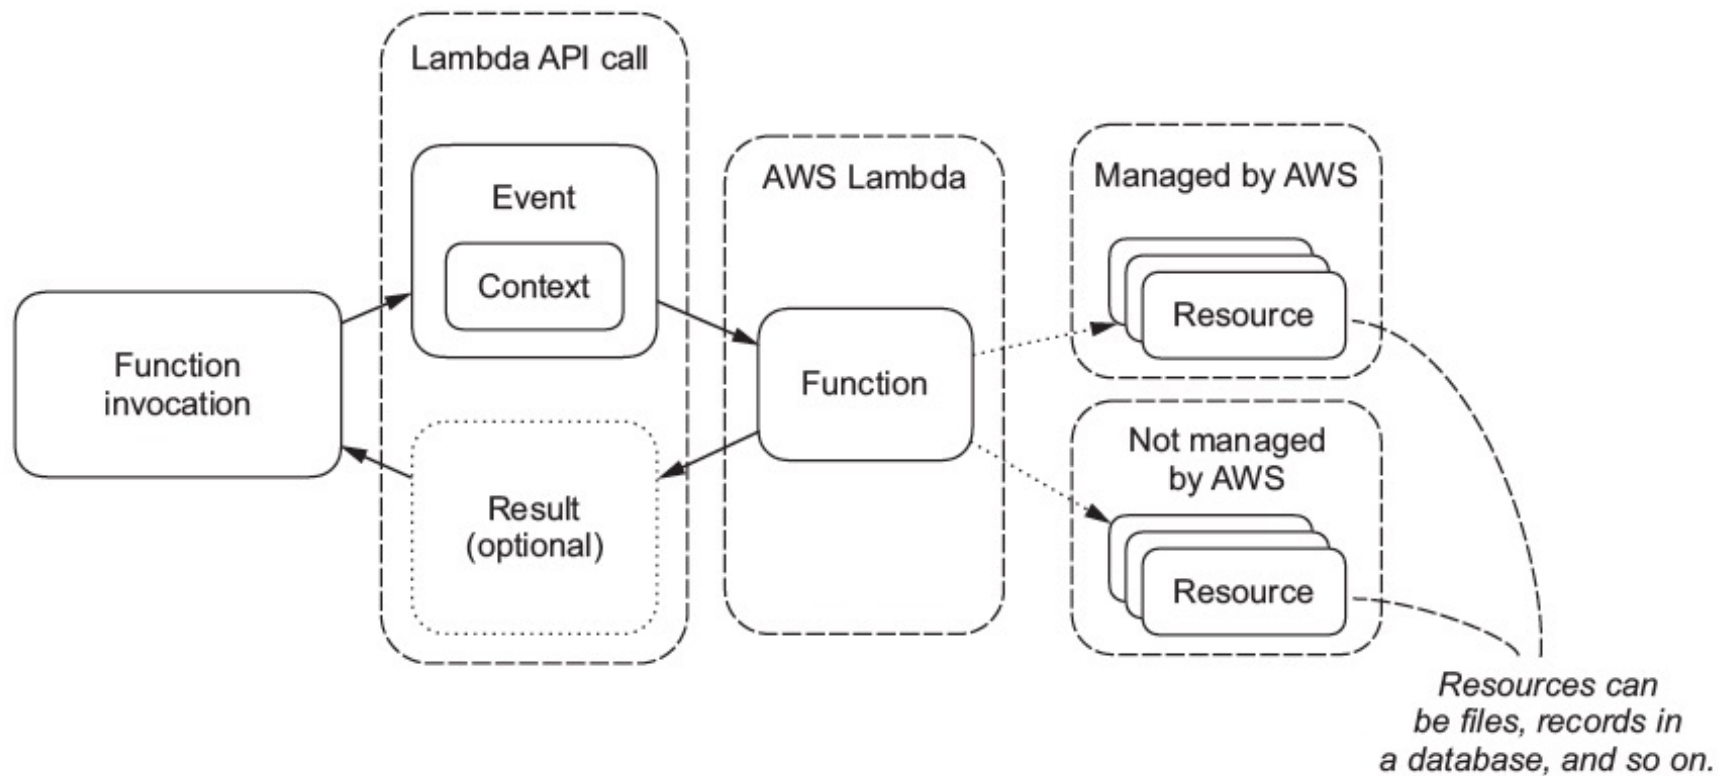 Lambda API call
Event
Context
Function
invocation
Result
(optional)
AWS Lambda
Function
Managed by AWS
Resource
Not managed
by AWS
Resource
Resources can
be files, records in
a database, and so on.